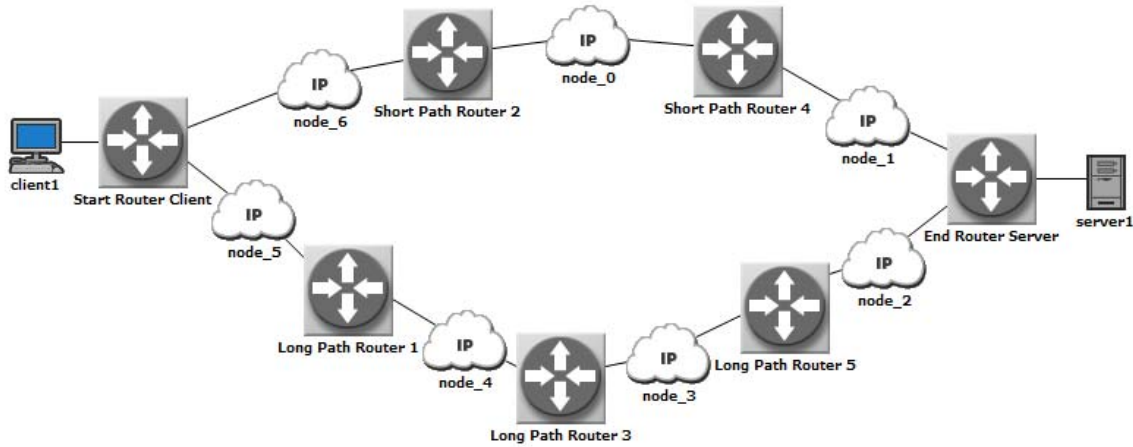 IP
node_0
Short Path Router 2
Short Path Router 4
IP
node_6
IP
node_1
client1
Start Router Client
IP
node_5
End Router Server
server1
IP
node_2
Long Path Router 1
IP
node_4
Long Path Router 3
IP
node_3
Long Path Router 5